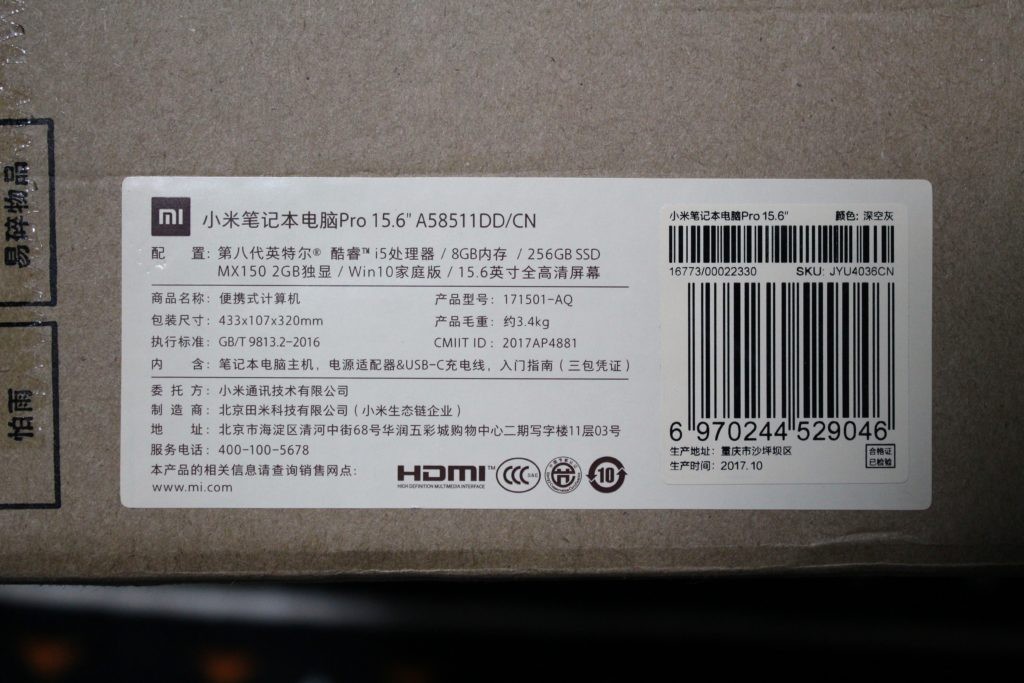 易碎物品
怕雨
mi
小米笔记本电脑Pro 15.6" A58511DD/CN
配 置: 第八代英特尔® 酷睿™ i5处理器 / 8GB内存 / 256GB SSD
MX150 2GB独显 / Win10家庭版 / 15.6英寸全高清屏幕
商品名称: 便携式计算机 产品型号: 171501-AQ
包装尺寸: 433x107x320mm 产品毛重: 约3.4kg
执行标准: GB/T 9813.2-2016 CMIIT ID: 2017AP4881
内 含: 笔记本电脑主机, 电源适配器&USB-C充电线, 入门指南 (三包凭证)
委 托 方: 小米通讯技术有限公司
制 造 商: 北京田米科技有限公司 (小米生态链企业)
地 址: 北京市海淀区清河中街68号华润五彩城购物中心二期写字楼11层03号
服务电话: 400-100-5678
本产品的相关信息请查询销售网点:
www.mi.com
HDMI™
HIGH DEFINITION MULTIMEDIA INTERFACE
CCC S&E
10
小米笔记本电脑Pro 15.6" 颜色: 深空灰
16773/00022330 SKU: JYU4036CN
6 970244 529046
生产地址: 重庆市沙坪坝区
生产时间: 2017.10
合格证
已检验